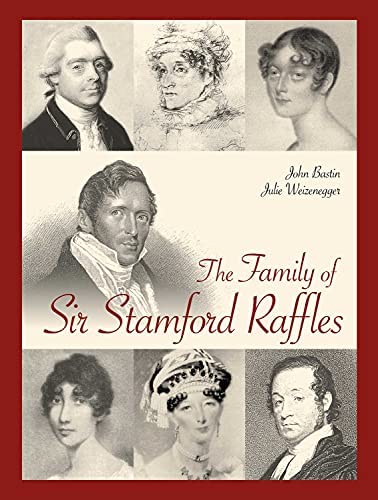 John Bastin
Julie Weizenegger
The Family of
Sir Stamford Raffles